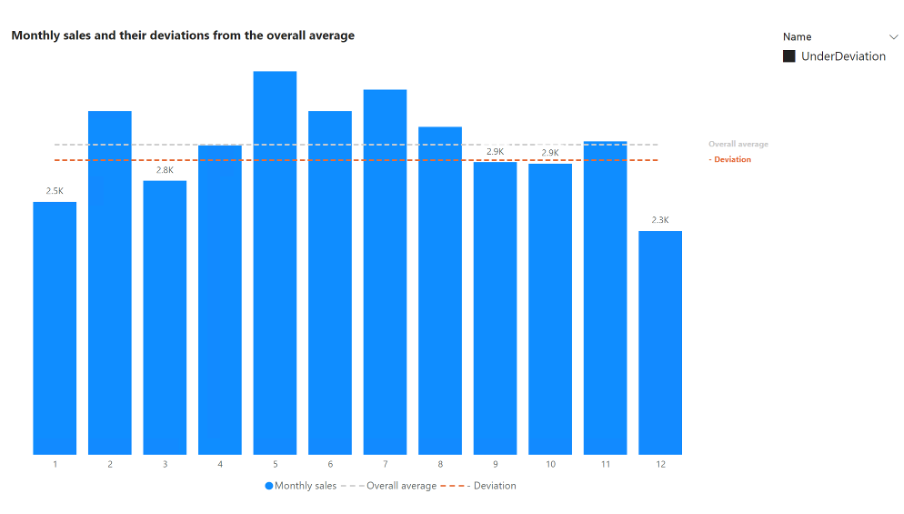 Monthly sales and their deviations from the overall average
Name
UnderDeviation
Overall average
- Deviation
2.5K
2.8K
2.9K
2.9K
2.3K
1 2 3 4 5 6 7 8 9 10 11 12
Monthly sales Overall average - Deviation